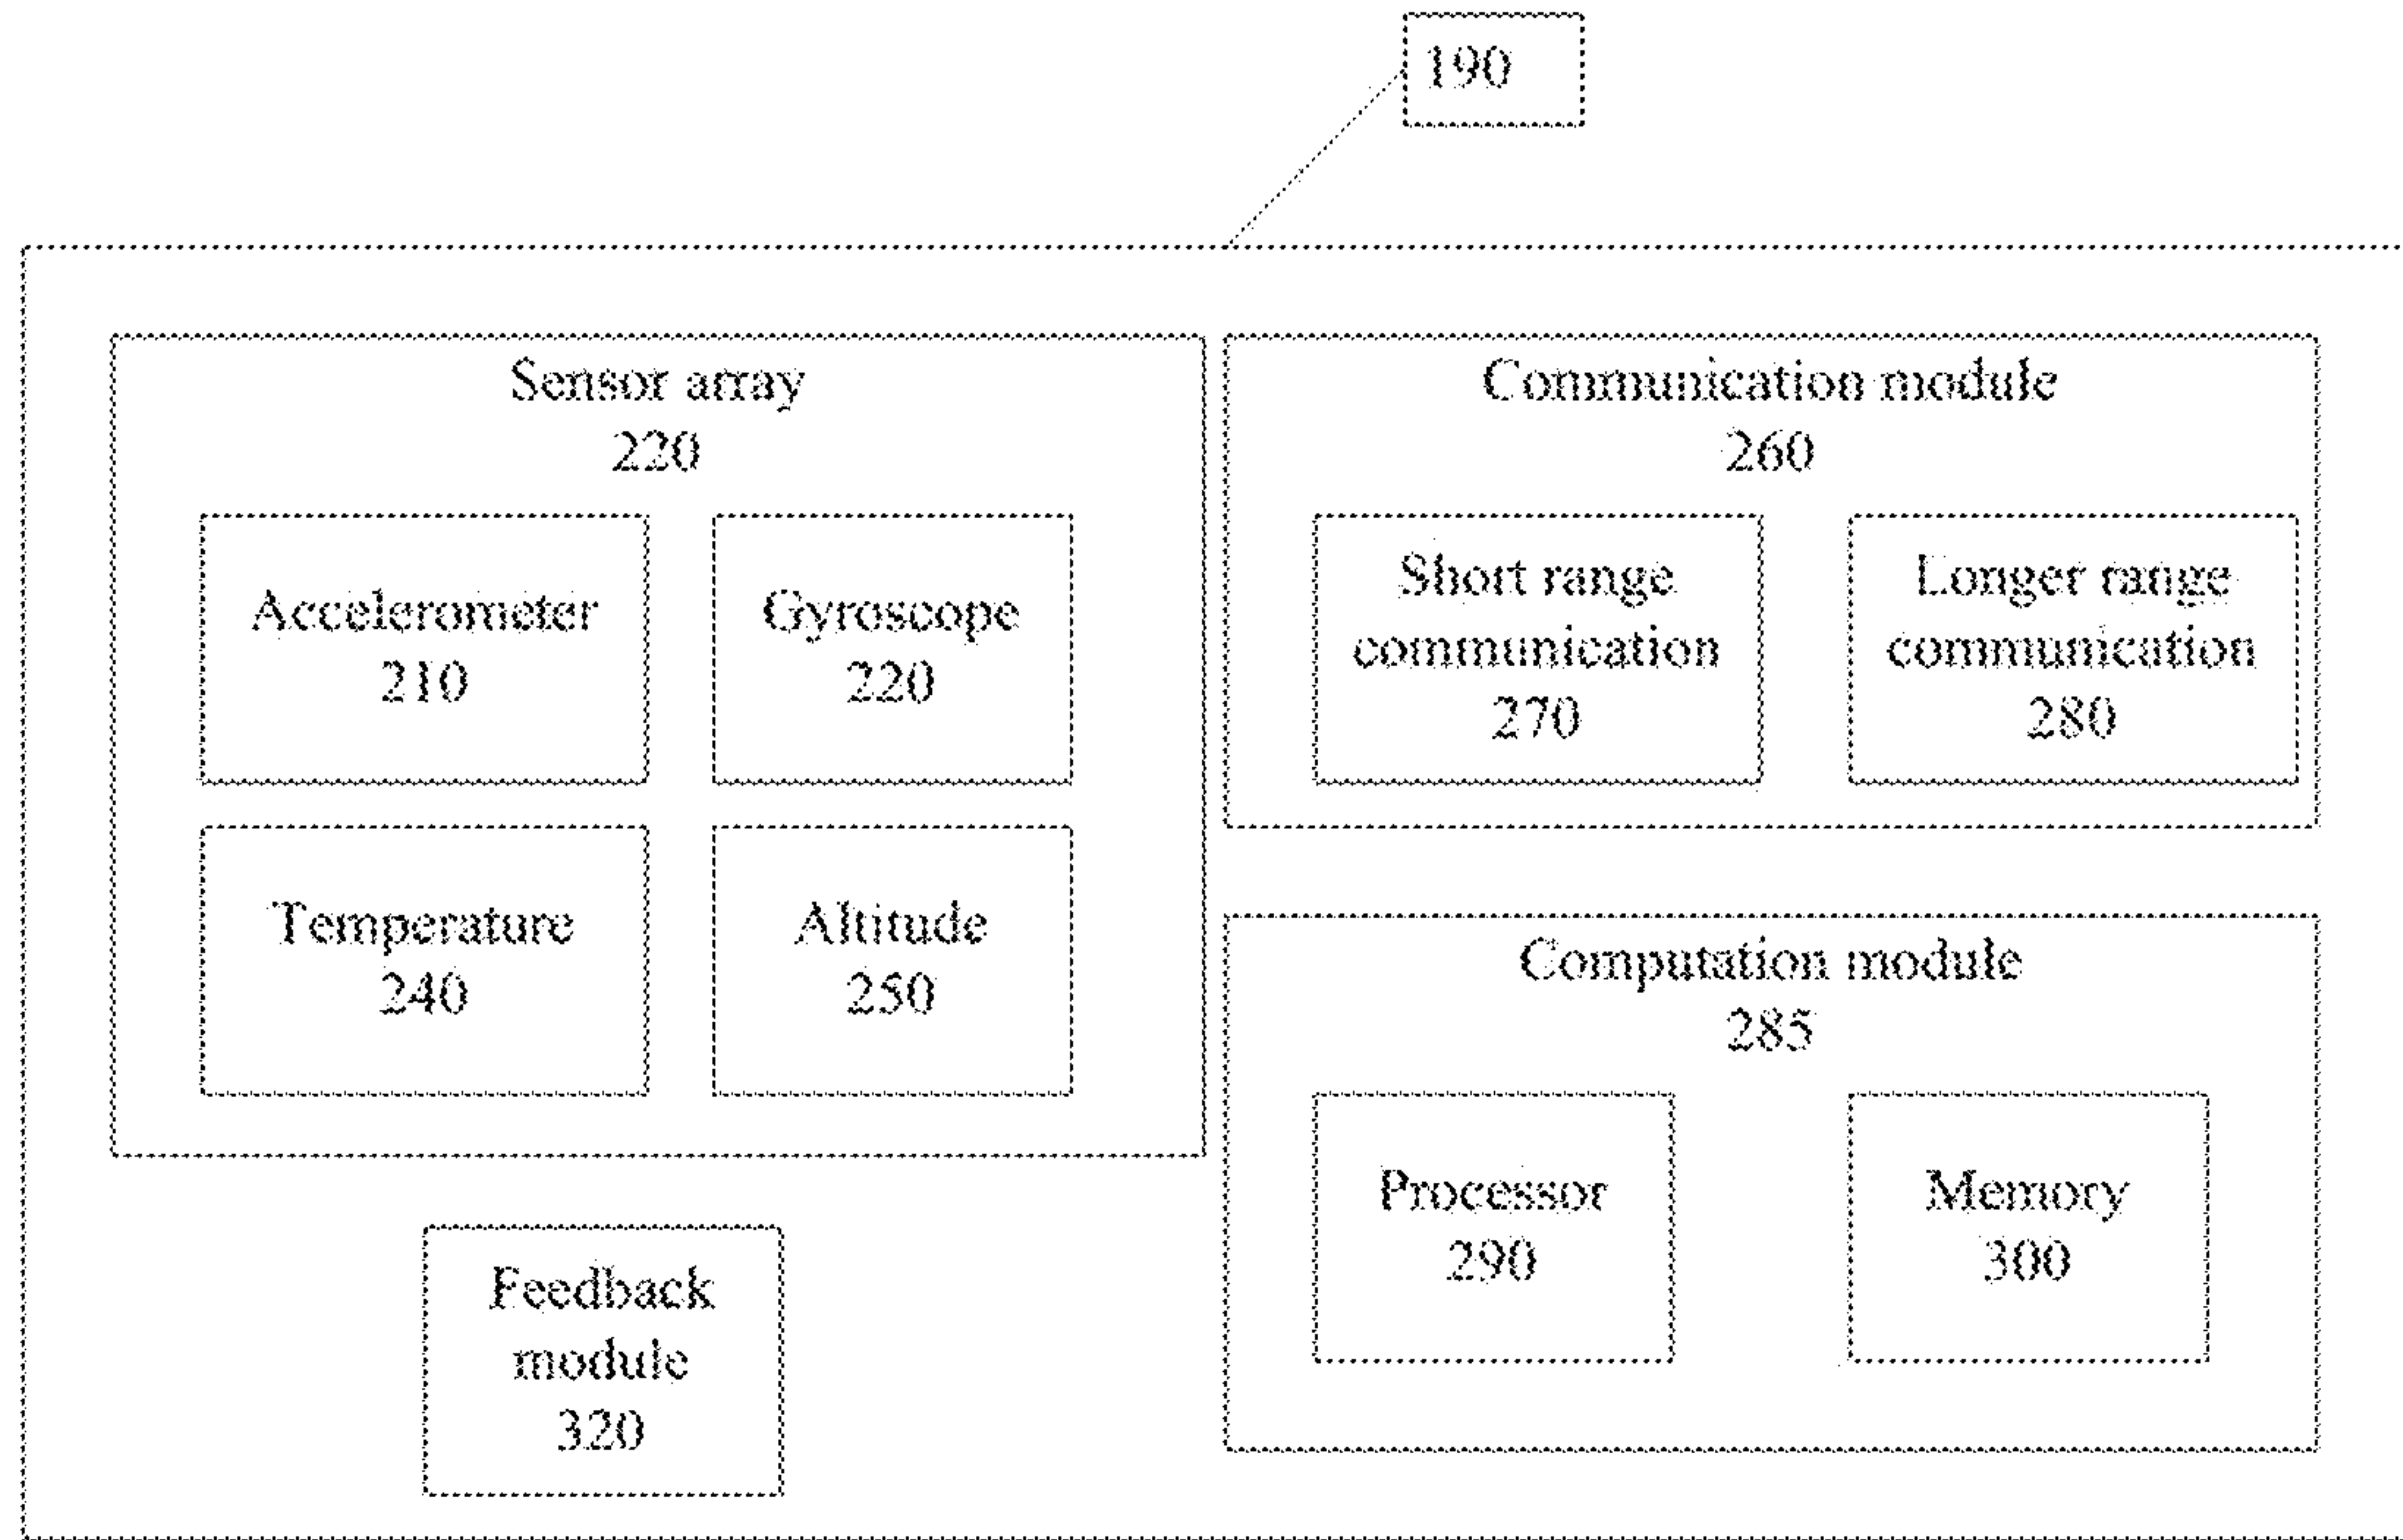 190
Sensor array
220
Accelerometer
210
Gyroscope
220
Temperature
240
Altitude
250
Communication module
260
Short range
communication
270
Longer range
communication
280
Computation module
285
Processor
290
Memory
300
Feedback
module
320